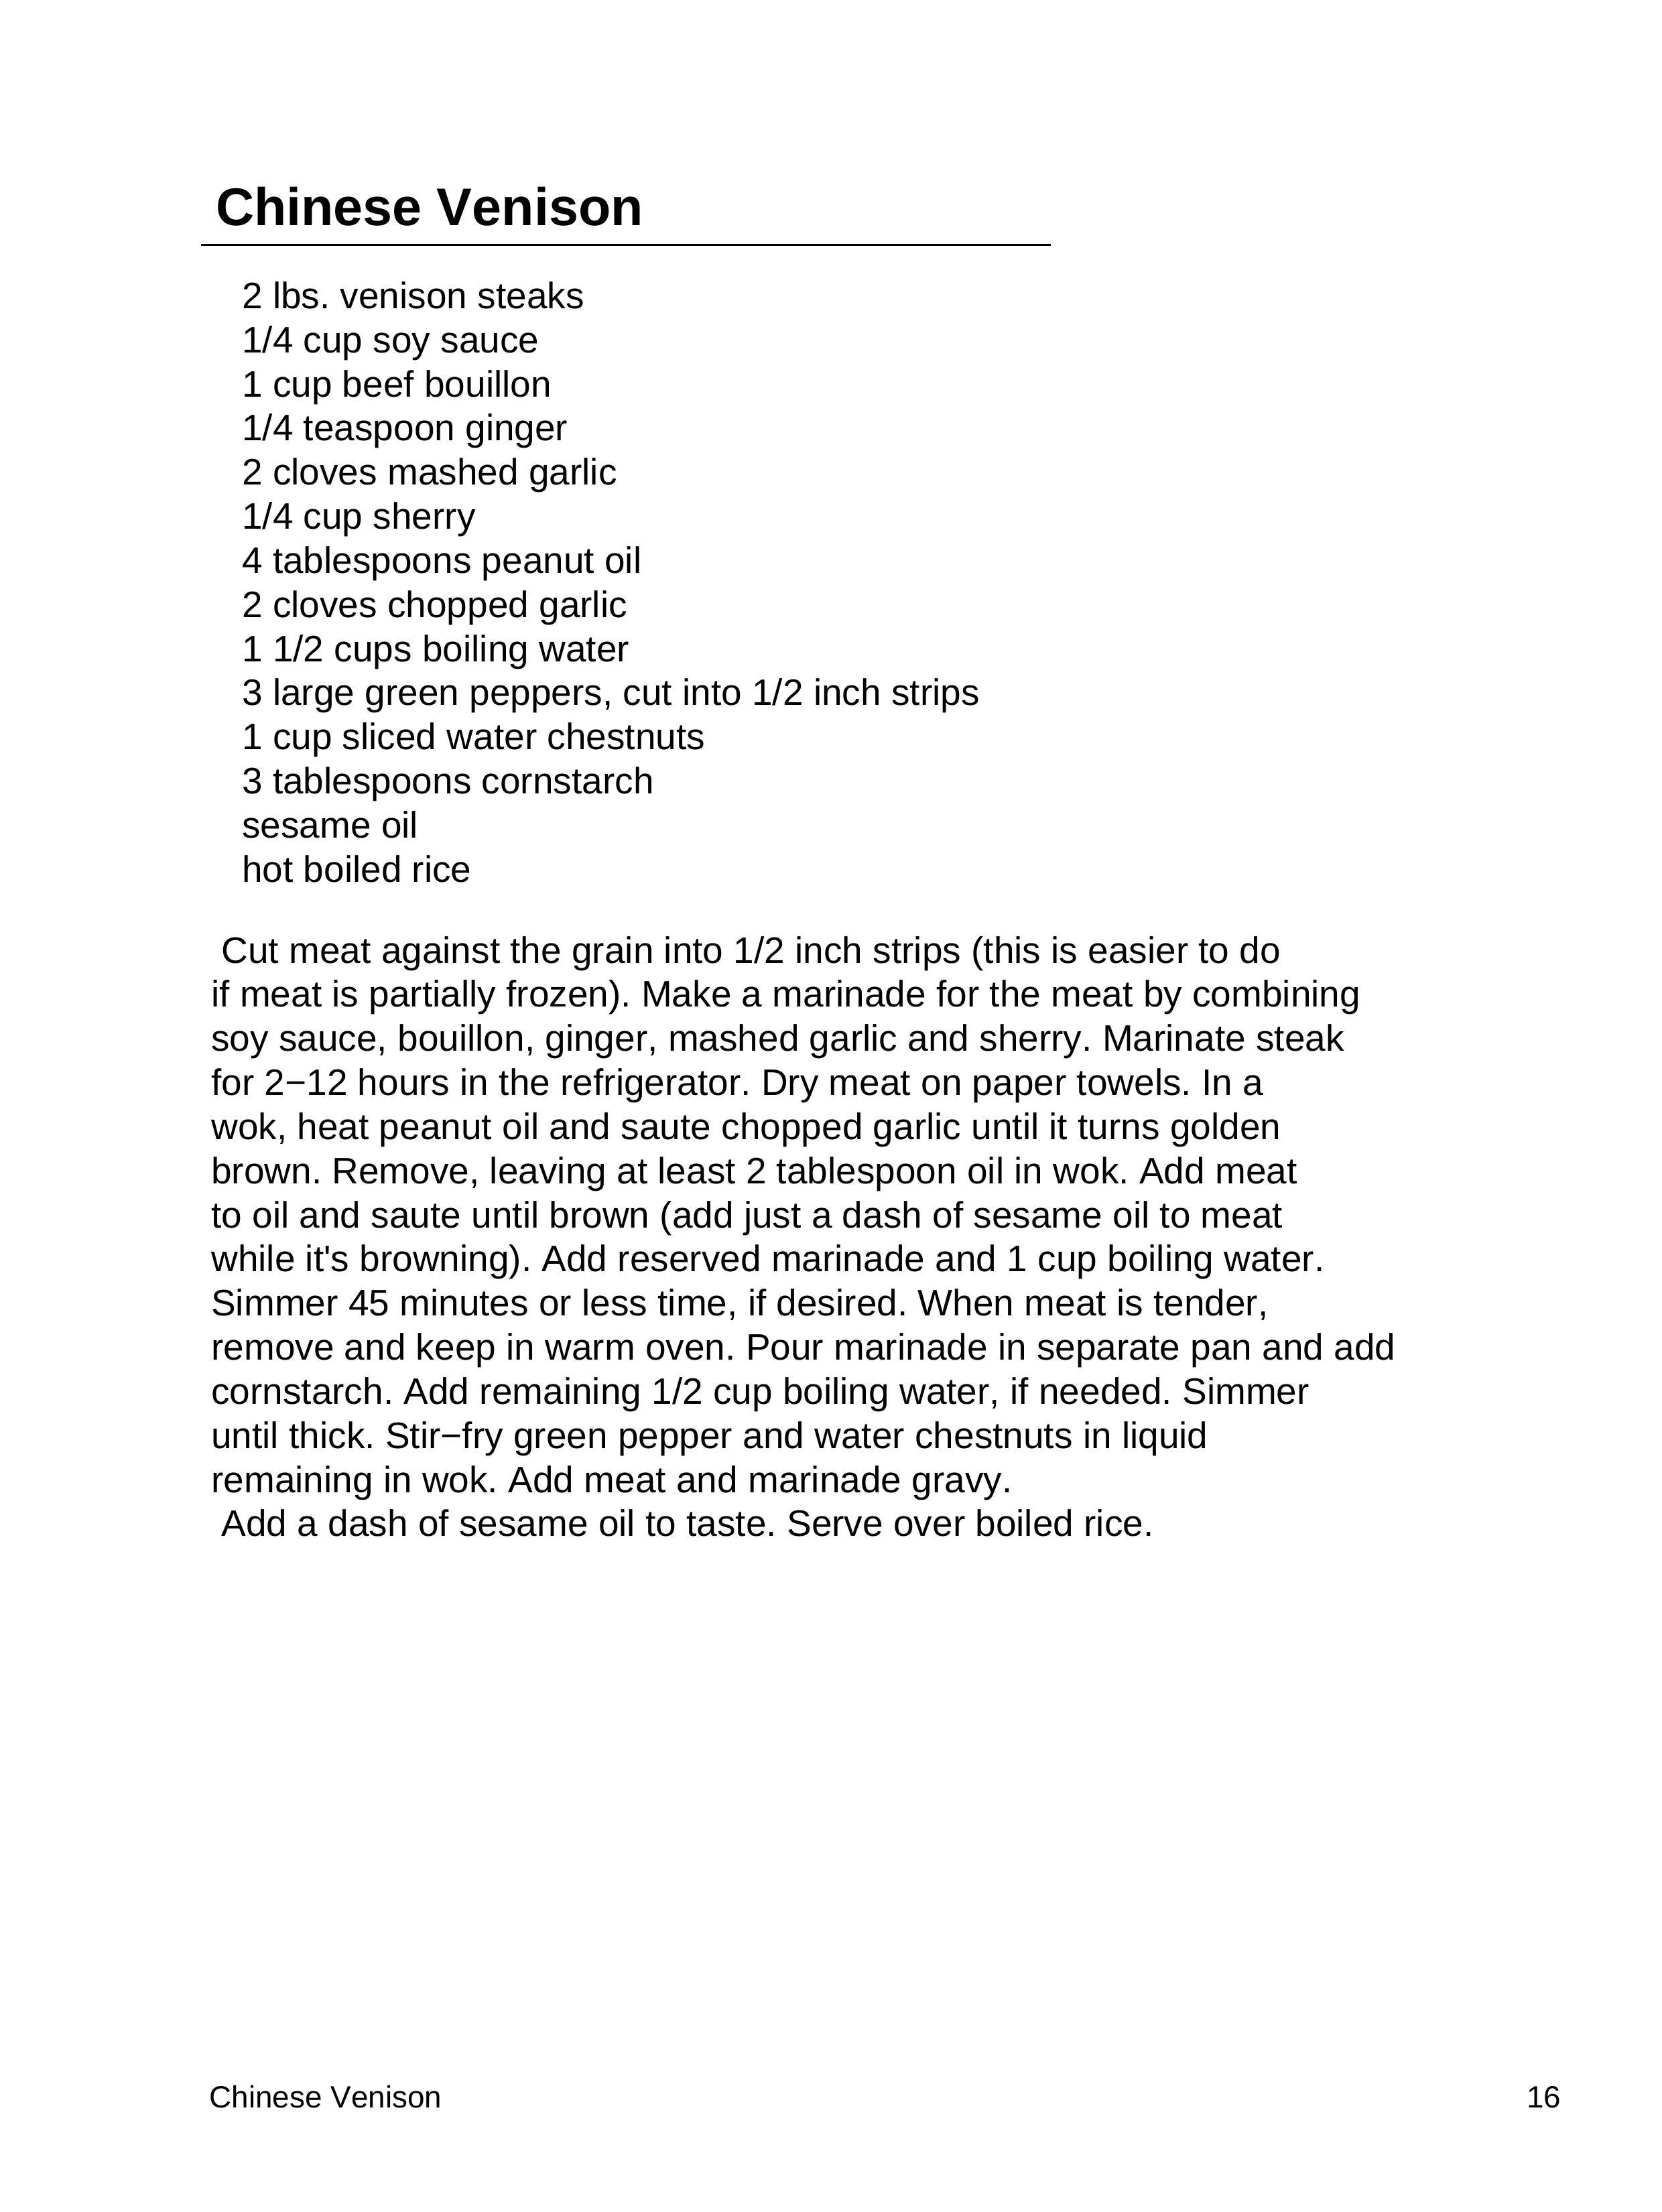 Chinese Venison
2 lbs. venison steaks
1/4 cup soy sauce
1 cup beef bouillon
1/4 teaspoon ginger
2 cloves mashed garlic
1/4 cup sherry
4 tablespoons peanut oil
2 cloves chopped garlic
1 1/2 cups boiling water
3 large green peppers, cut into 1/2 inch strips
1 cup sliced water chestnuts
3 tablespoons cornstarch
sesame oil
hot boiled rice
Cut meat against the grain into 1/2 inch strips (this is easier to do
if meat is partially frozen). Make a marinade for the meat by combining
soy sauce, bouillon, ginger, mashed garlic and sherry. Marinate steak
for 2−12 hours in the refrigerator. Dry meat on paper towels. In a
wok, heat peanut oil and saute chopped garlic until it turns golden
brown. Remove, leaving at least 2 tablespoon oil in wok. Add meat
to oil and saute until brown (add just a dash of sesame oil to meat
while it's browning). Add reserved marinade and 1 cup boiling water.
Simmer 45 minutes or less time, if desired. When meat is tender,
remove and keep in warm oven. Pour marinade in separate pan and add
cornstarch. Add remaining 1/2 cup boiling water, if needed. Simmer
until thick. Stir−fry green pepper and water chestnuts in liquid
remaining in wok. Add meat and marinade gravy.
Add a dash of sesame oil to taste. Serve over boiled rice.
Chinese Venison 16